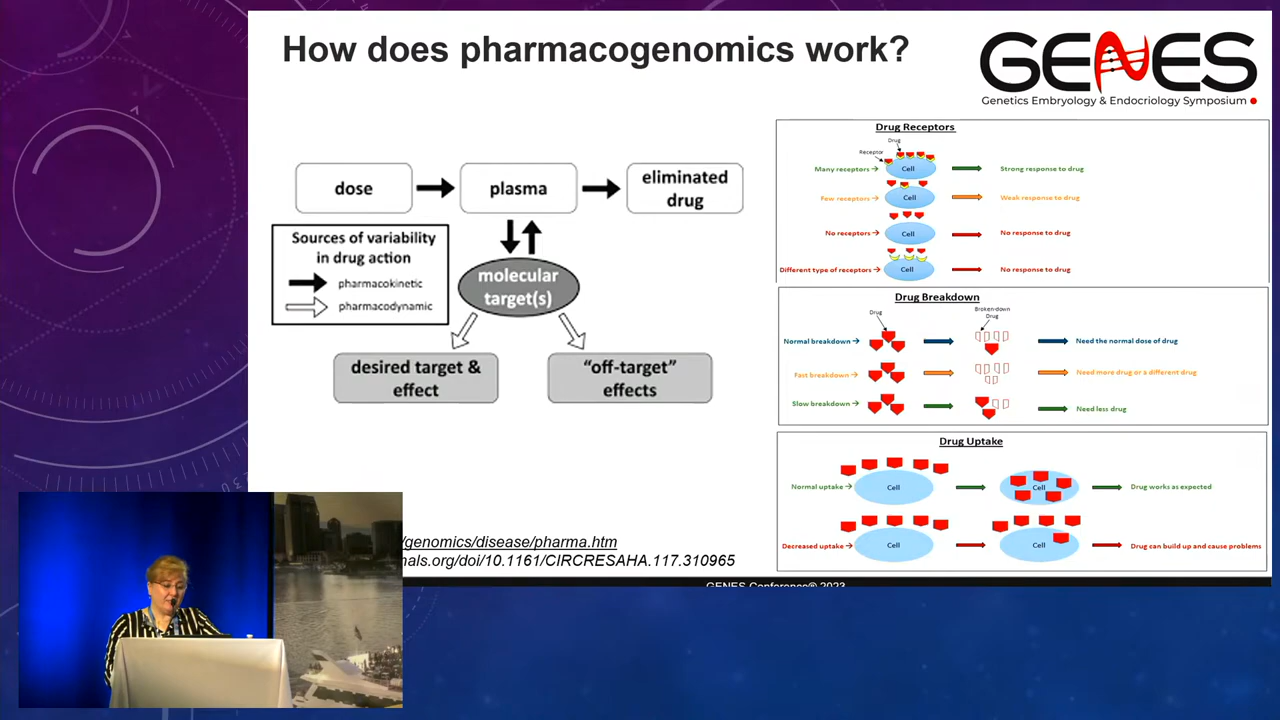 How does pharmacogenomics work?
GENES
Genetics Embryology & Endocriology Symposium
dose
plasma
eliminated
drug
Sources of variability
in drug action
pharmacokinetic
pharmacodynamic
molecular
target(s)
desired target &
effect
“off-target”
effects
Drug Receptors
Drug
Receptor
Many receptors
Cell
Strong response to drug
Few receptors
Cell
Weak response to drug
No receptors
Cell
No response to drug
Different type of receptors
Cell
No response to drug
Drug Breakdown
Drug
Broken-down
Drug
Normal breakdown
Need the normal dose of drug
Fast breakdown
Need more drug or a different drug
Slow breakdown
Need less drug
Drug Uptake
Normal uptake
Cell
Cell
Drug works as expected
Decreased uptake
Cell
Cell
Drug can build up and cause problems
/genomics/disease/pharma.htm
nals.org/doi/10.1161/CIRCRESAHA.117.310965
GENES Conference® 2023